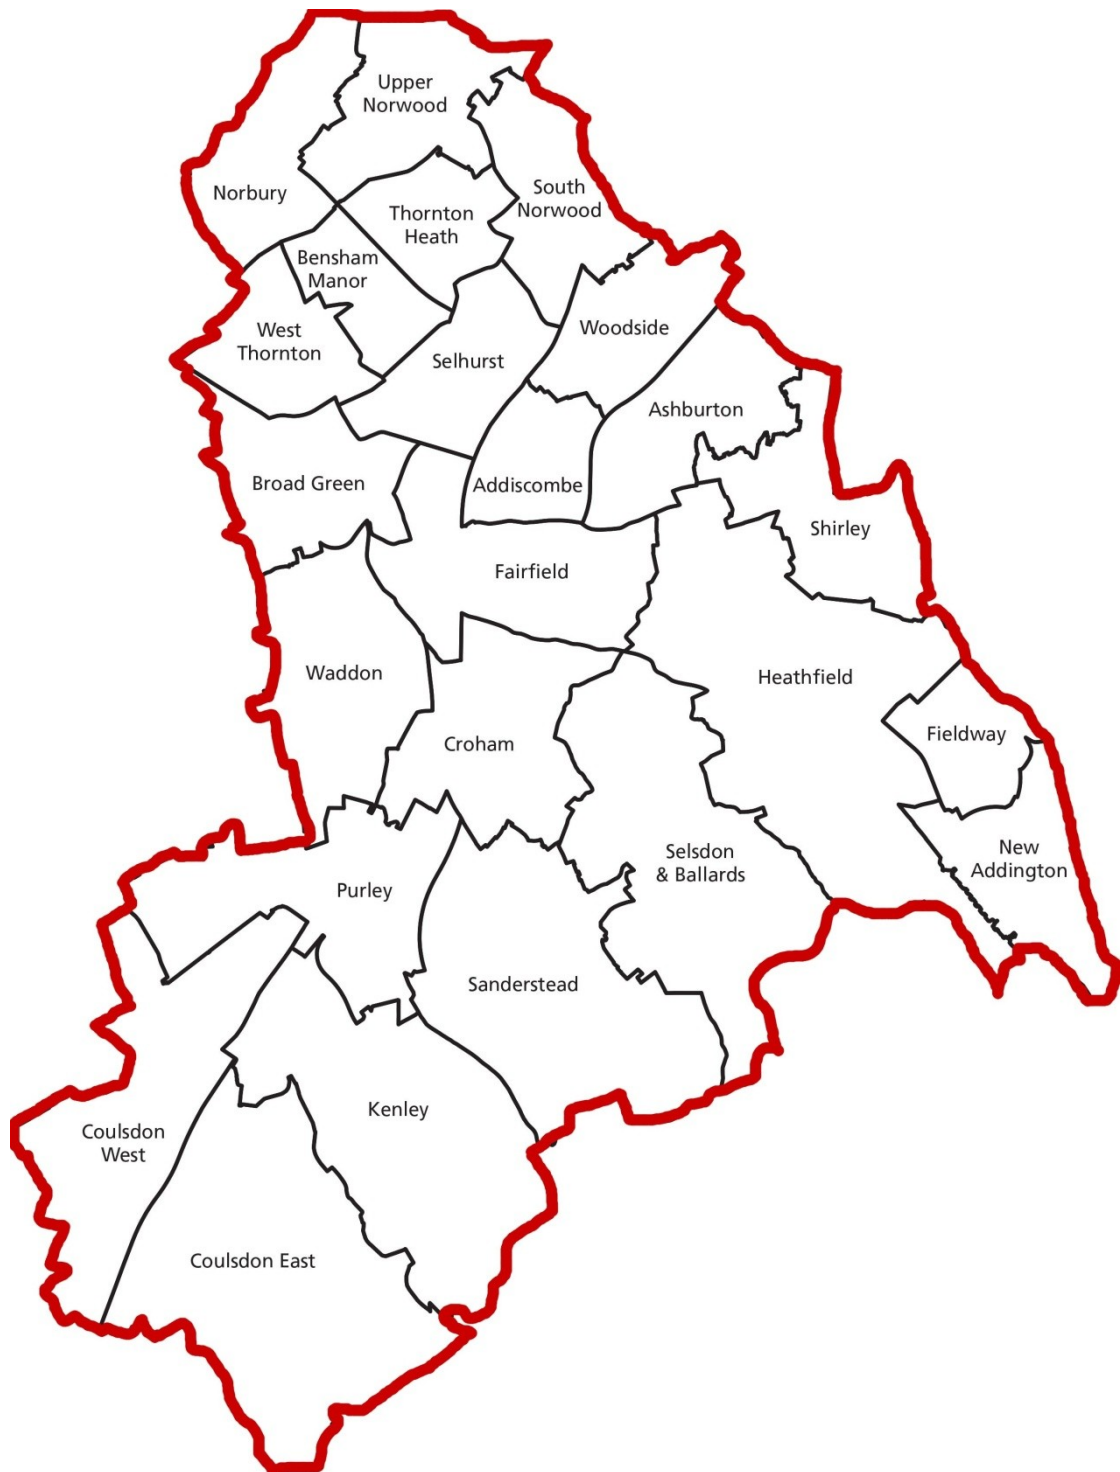 Upper
Norwood
Norbury
South
Norwood
Thornton
Heath
Bensham
Manor
West
Thornton
Woodside
Selhurst
Ashburton
Broad Green
Addiscombe
Shirley
Fairfield
Waddon
Heathfield
Fieldway
Croham
New
Addington
Selsdon
& Ballards
Purley
Sanderstead
Kenley
Coulsdon
West
Coulsdon East